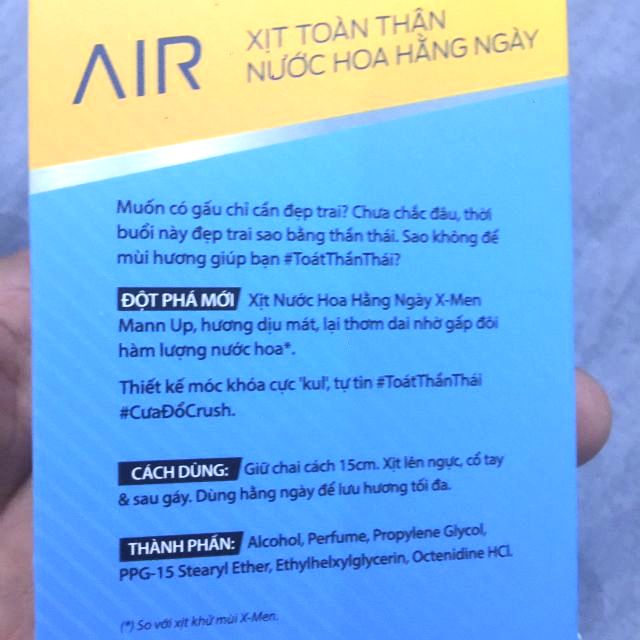 AIR
XỊT TOÀN THÂN
NƯỚC HOA HẰNG NGÀY
Muốn có gấu chỉ cần đẹp trai? Chưa chắc đâu, thời
buổi này đẹp trai sao bằng thần thái. Sao không để
mùi hương giúp bạn #ToátThầnThái?
ĐỘT PHÁ MỚI Xịt Nước Hoa Hằng Ngày X-Men
Mann Up, hương dịu mát, lại thơm dai nhờ gấp đôi
hàm lượng nước hoa*.
Thiết kế móc khóa cực 'kul', tự tin #ToátThầnThái
#CưaĐổCrush.
CÁCH DÙNG: Giữ chai cách 15cm. Xịt lên ngực, cổ tay
& sau gáy. Dùng hằng ngày để lưu hương tối đa.
THÀNH PHẦN: Alcohol, Perfume, Propylene Glycol,
PPG-15 Stearyl Ether, Ethylhelxylglycerin, Octenidine HCl.
(*) So với xịt khử mùi X-Men.